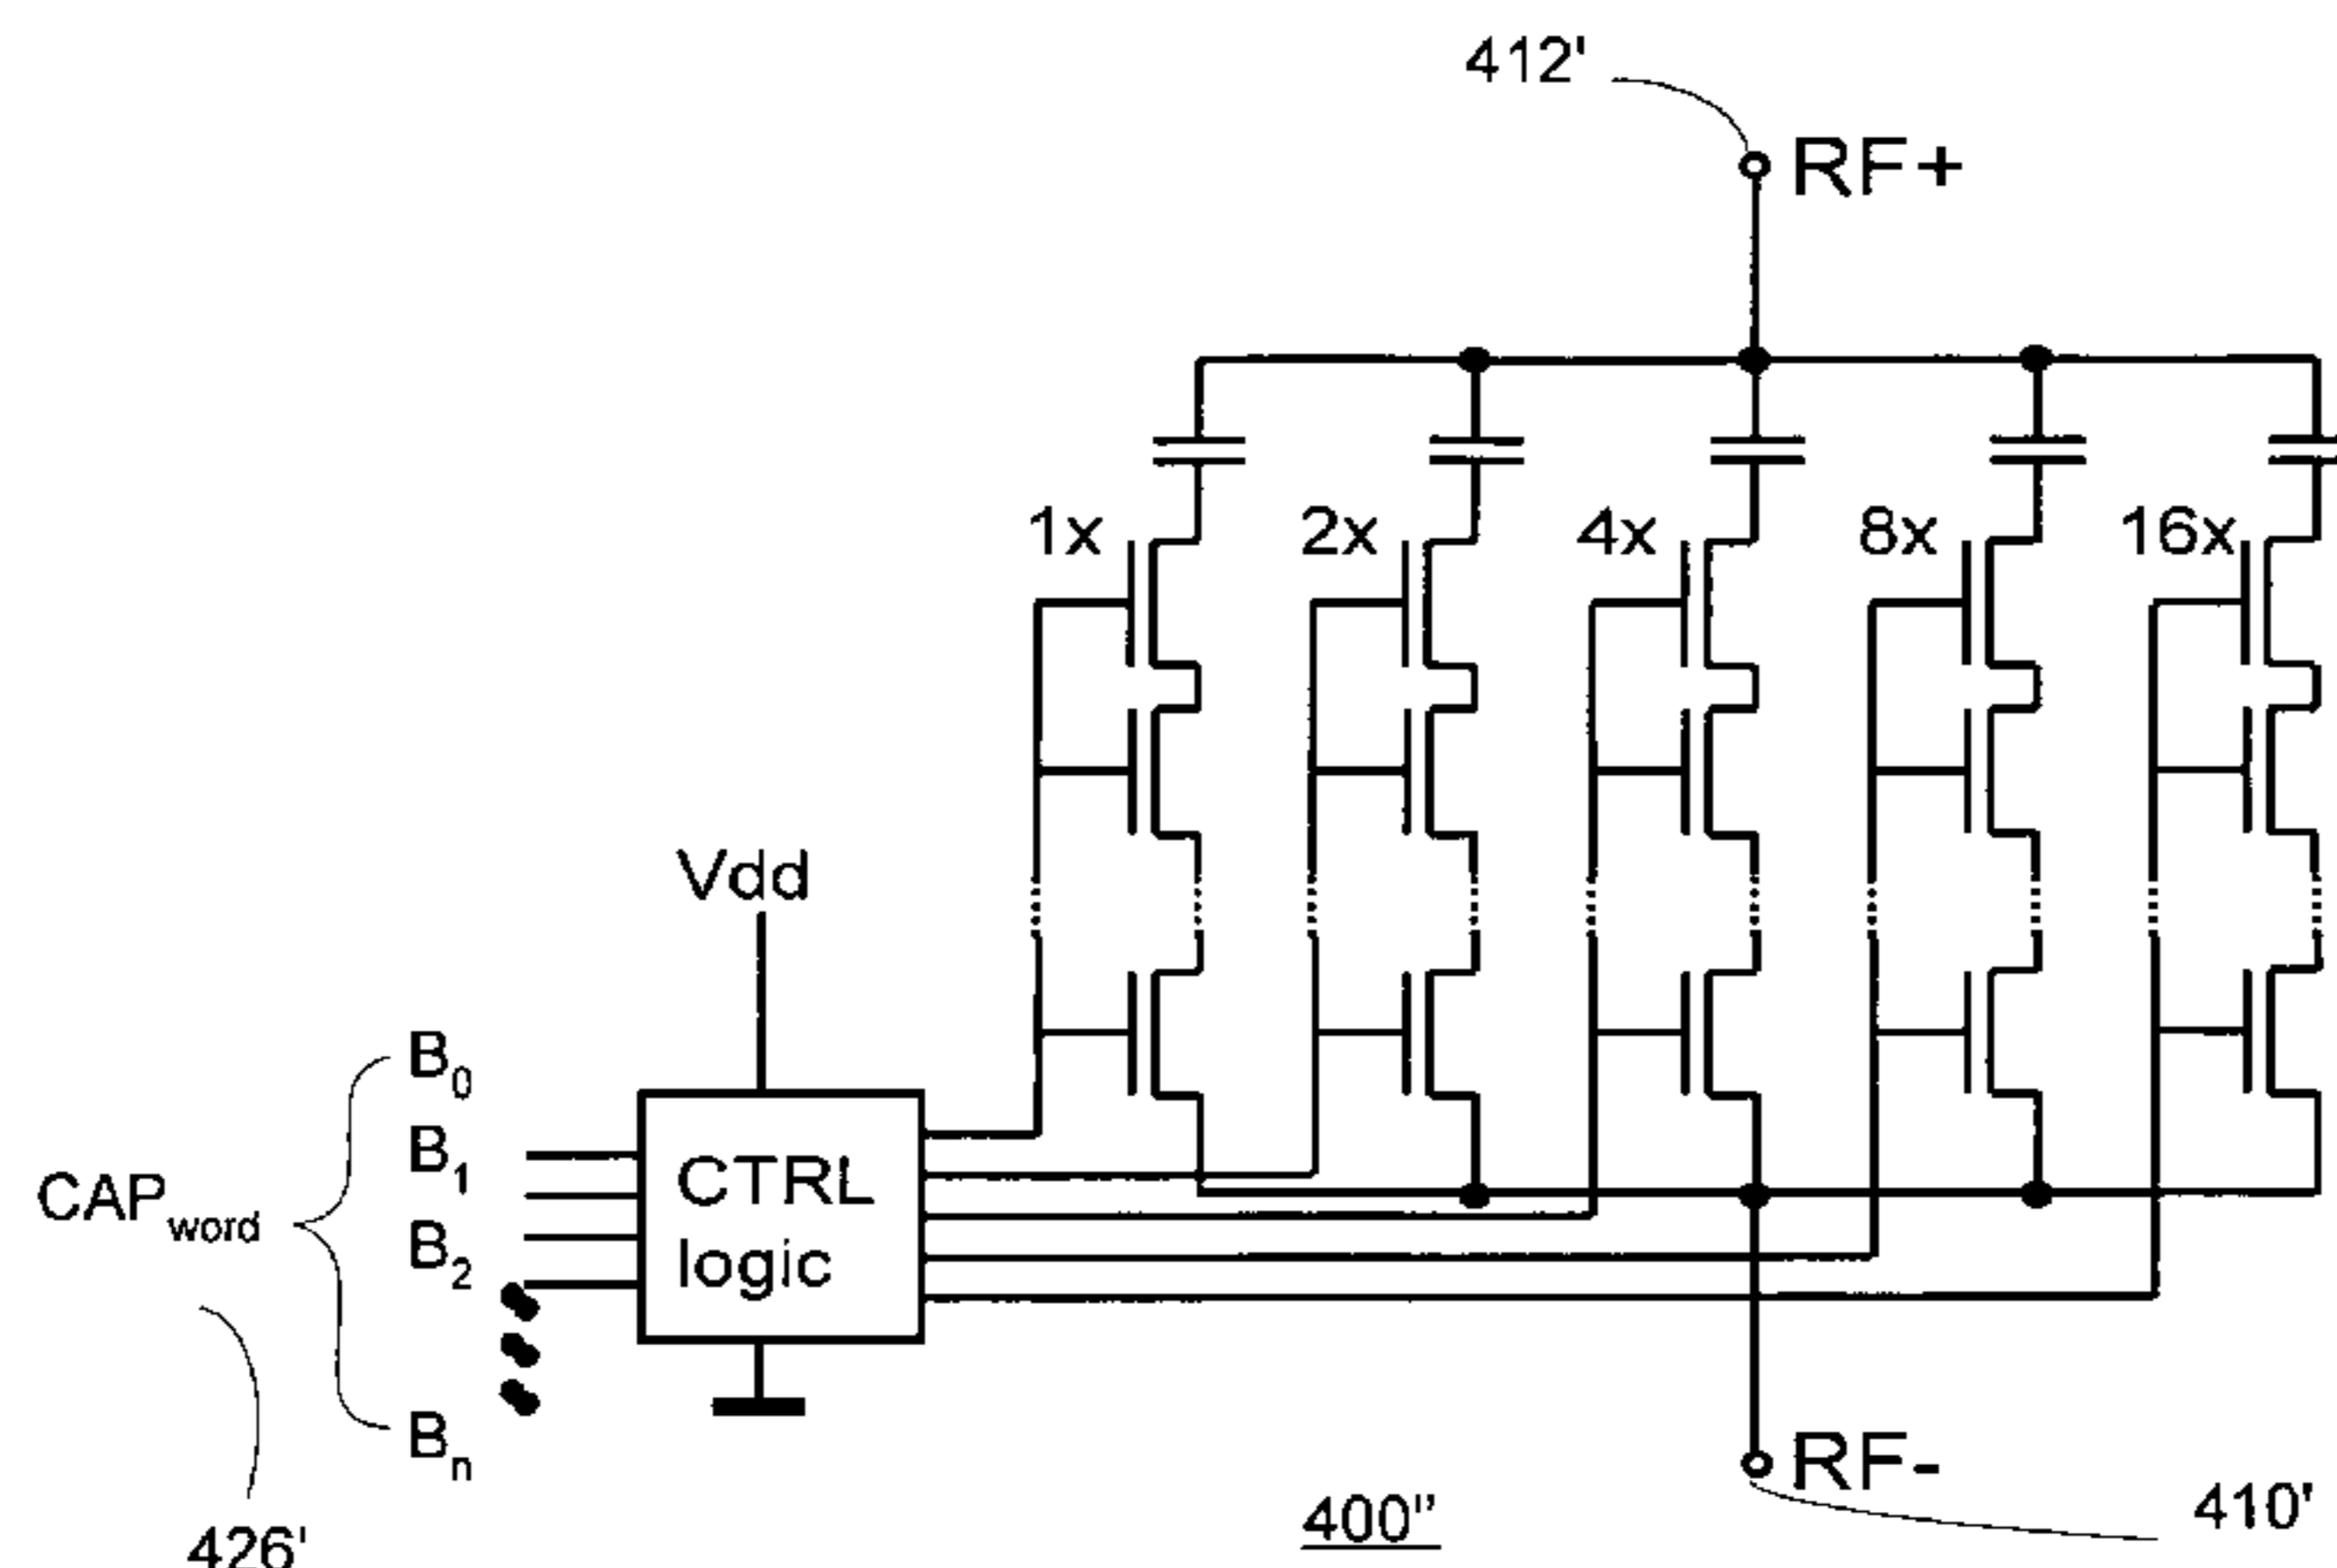 412'
RF+
1x 2x 4x 8x 16x
Vdd
B0
B1
CAPword
B2
Bn
CTRL
logic
RF-
400"
410'
426'